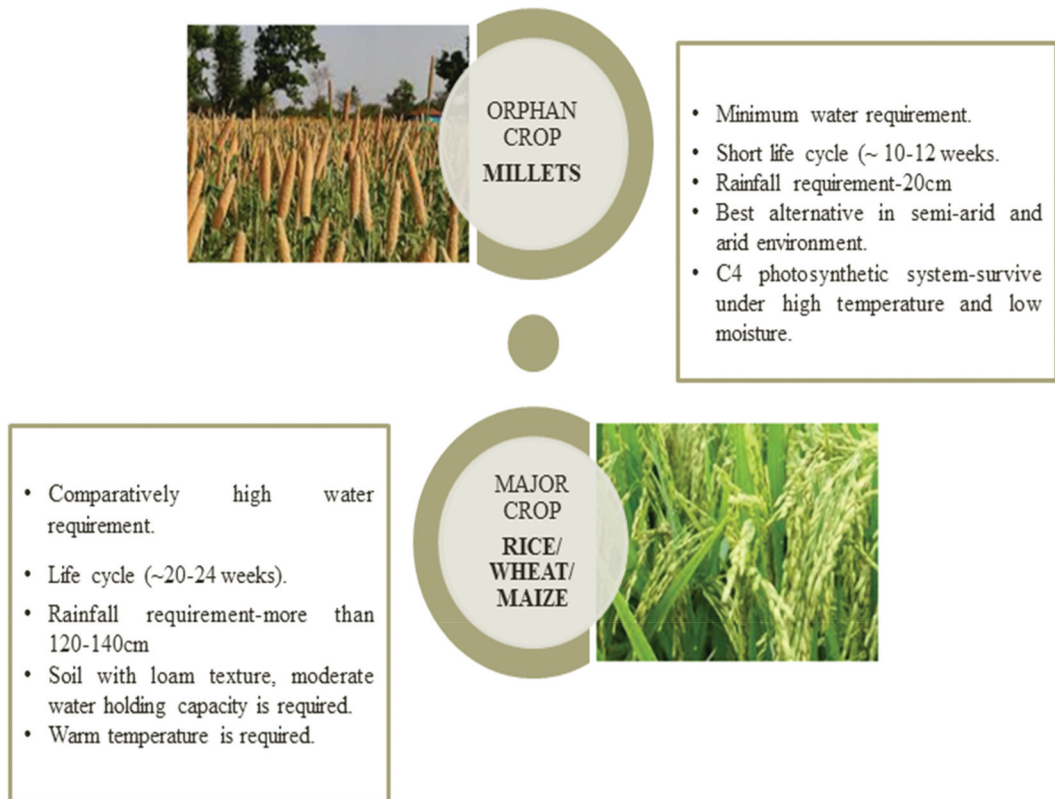 ORPHAN
CROP
MILLETS
• Minimum water requirement.
• Short life cycle (~ 10-12 weeks.
• Rainfall requirement-20cm
• Best alternative in semi-arid and
arid environment.
• C4 photosynthetic system-survive
under high temperature and low
moisture.
MAJOR
CROP
RICE/
WHEAT/
MAIZE
• Comparatively high water
requirement.
• Life cycle (~20-24 weeks).
• Rainfall requirement-more than
120-140cm
• Soil with loam texture, moderate
water holding capacity is required.
• Warm temperature is required.